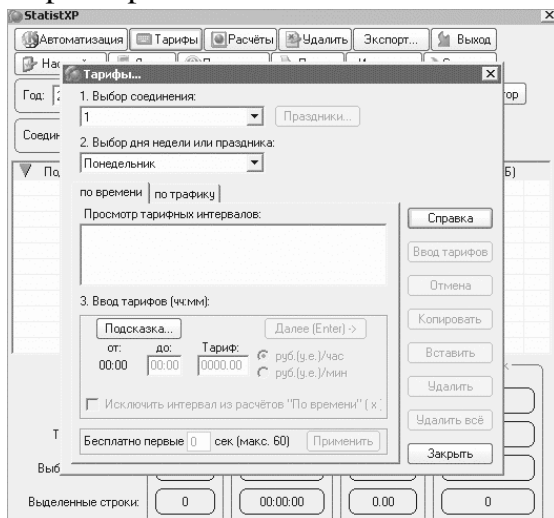 StatistXP
Автоматизация Тарифы Расчёты Удалить Экспорт... Выход
Тарифы...
Год:
1. Выбор соединения:
1 Праздники...
2. Выбор дня недели или праздника:
Понедельник
по времени по трафику
Просмотр тарифных интервалов:
Справка
Ввод тарифов
Отмена
3. Ввод тарифов (чч:мм):
Копировать
Подсказка... Далее (Enter) ->
от: до: Тариф: руб.(у.е.)/час
00:00 00:00 0000.00 руб.(у.е.)/мин
Вставить
Удалить
Исключить интервал из расчётов "По времени" ( x )
Удалить всё
Бесплатно первые 0 сек (макс. 60) Применить
Закрыть
Выделенные строки: 0 00:00:00 0.00 0